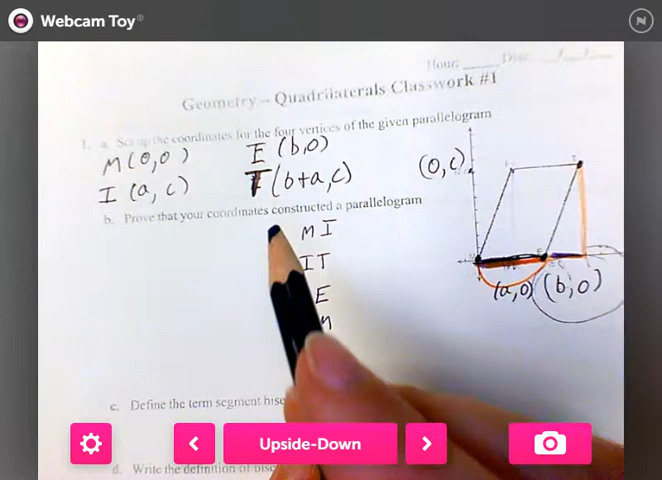 Webcam Toy
Hour: Date:
Geometry – Quadrilaterals Classwork #1
1. a. Set up the coordinates for the four vertices of the given parallelogram
M(0,0) E (b,0)
I (a, c) T(b+a, c)
(0,c)
(a,0) (b,0)
b. Prove that your coordinates constructed a parallelogram
MI
IT
E
c. Define the term segment bise
d. Write the definition of bisec
Upside-Down